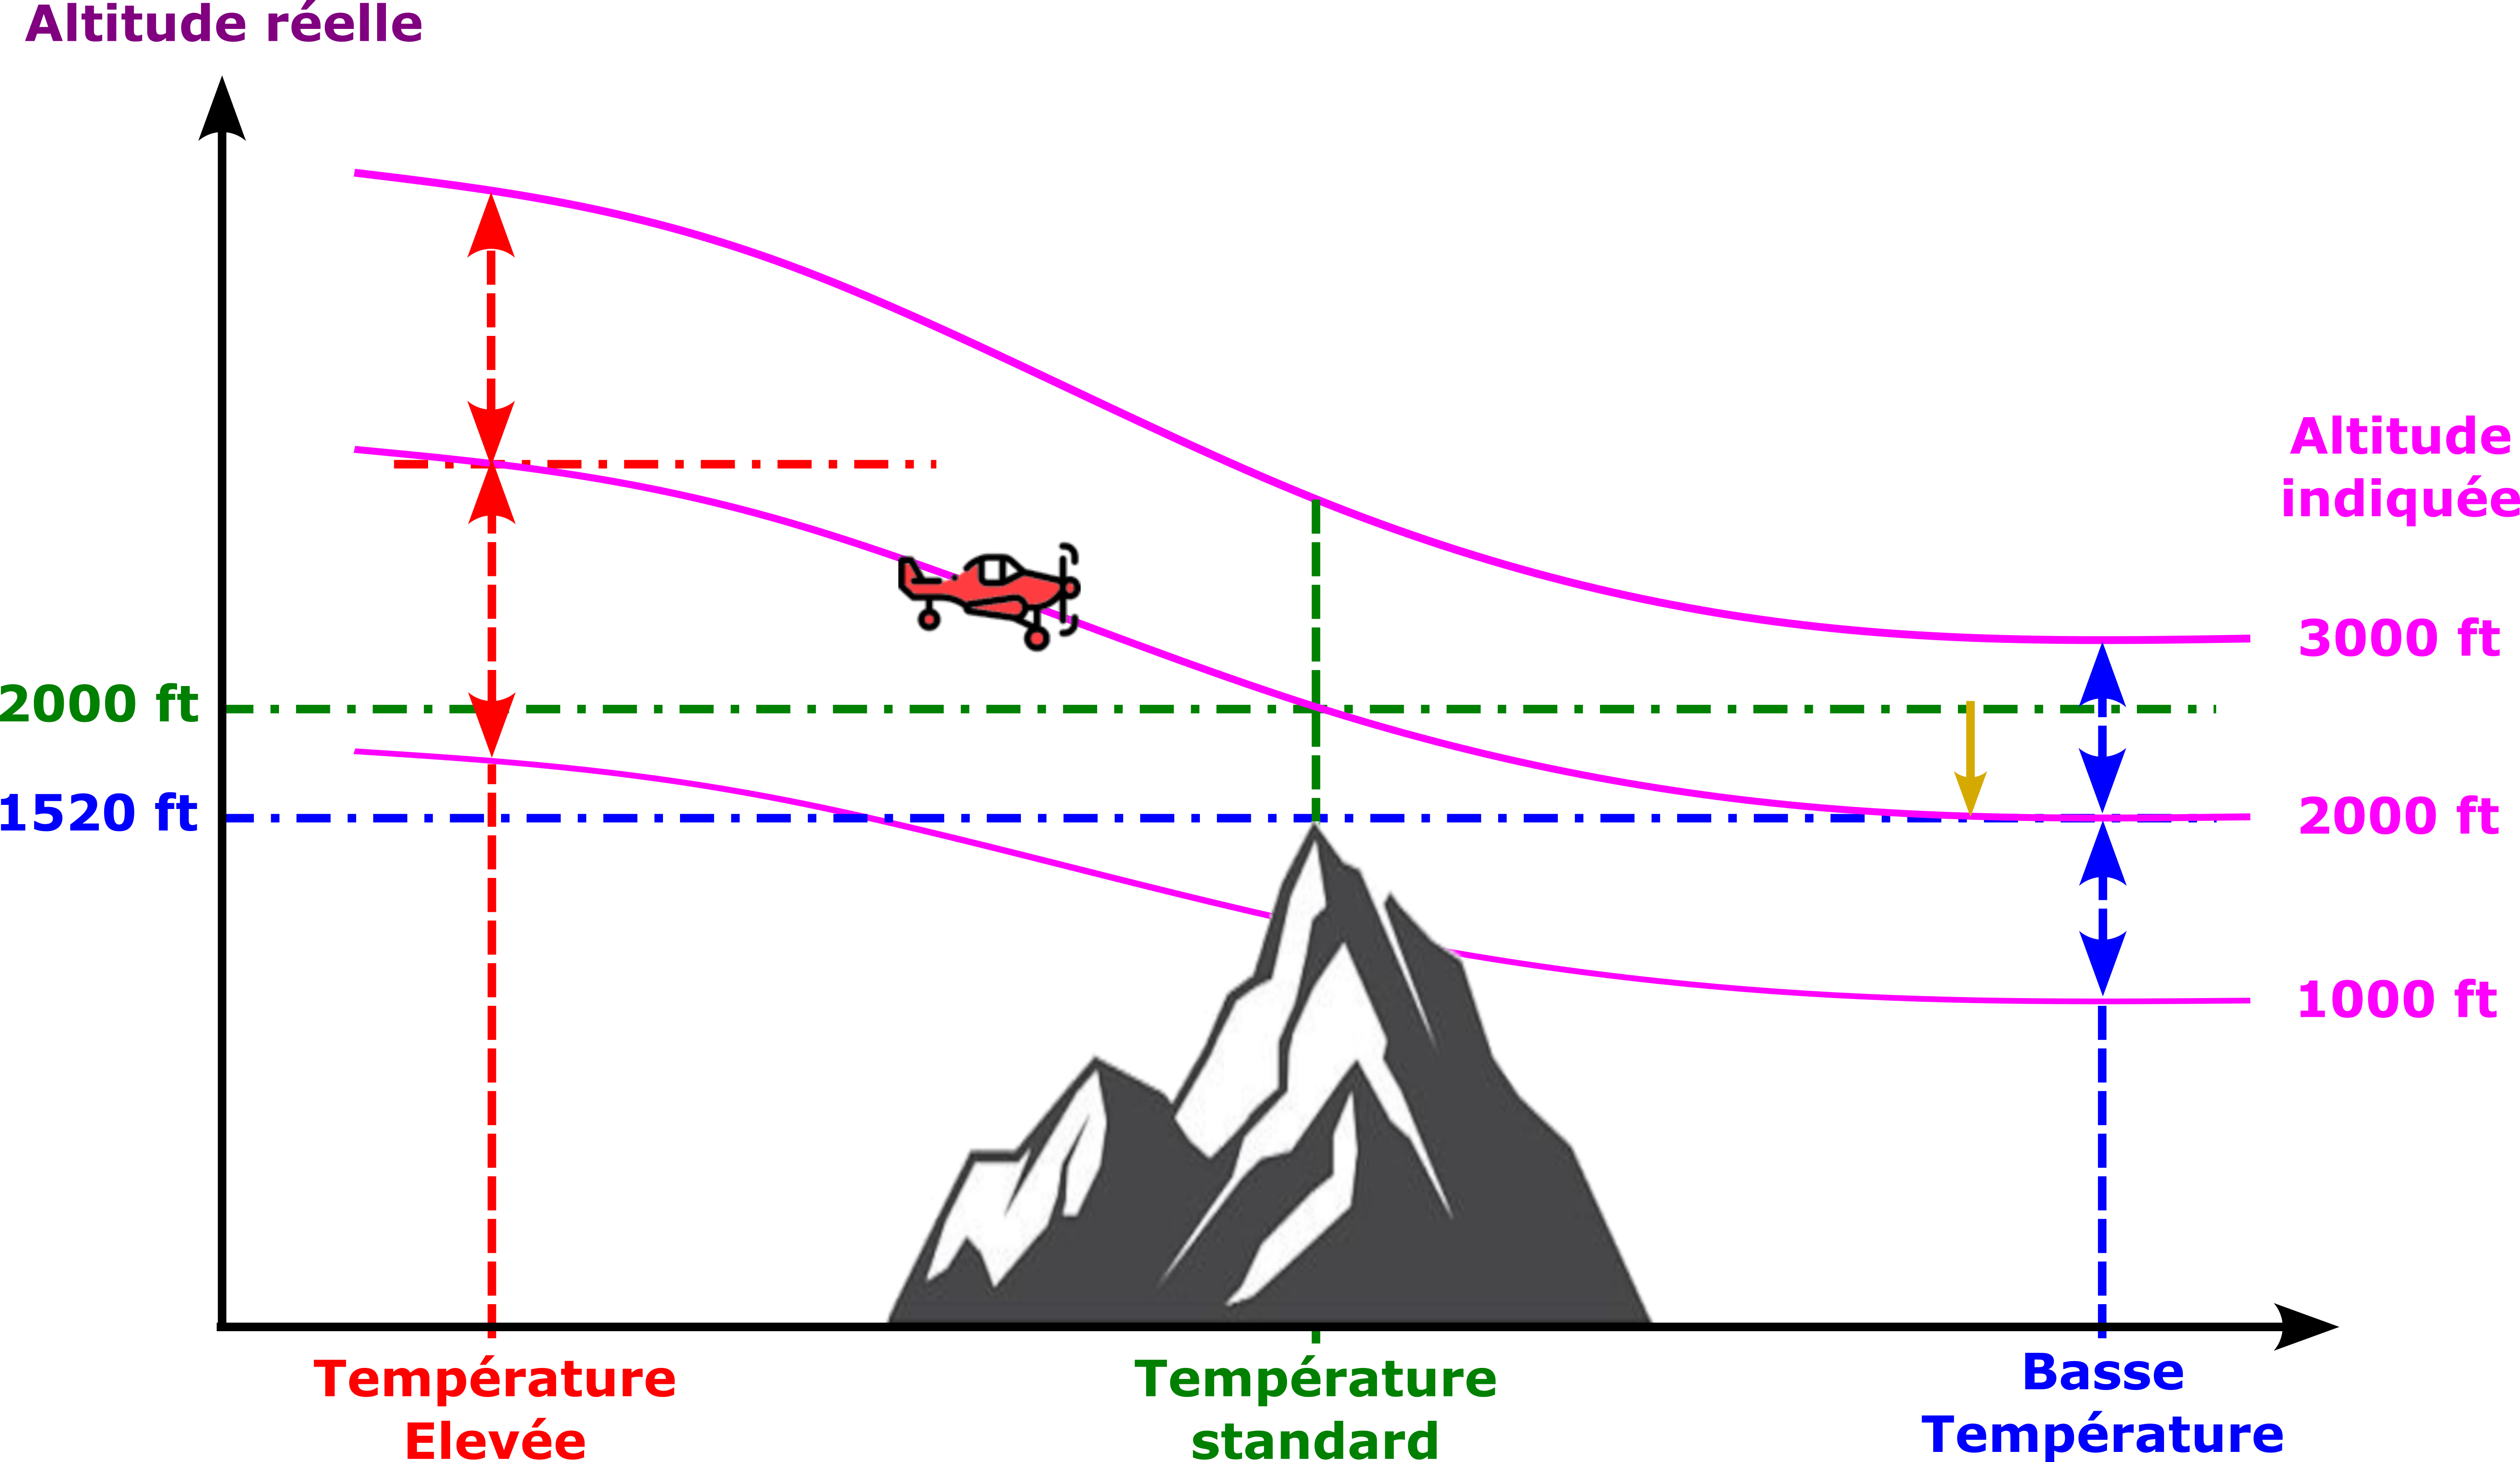 Altitude réelle
Altitude
indiquée
3000 ft
2000 ft
1520 ft
2000 ft
1000 ft
Température
Elevée
Température
standard
Basse
Température